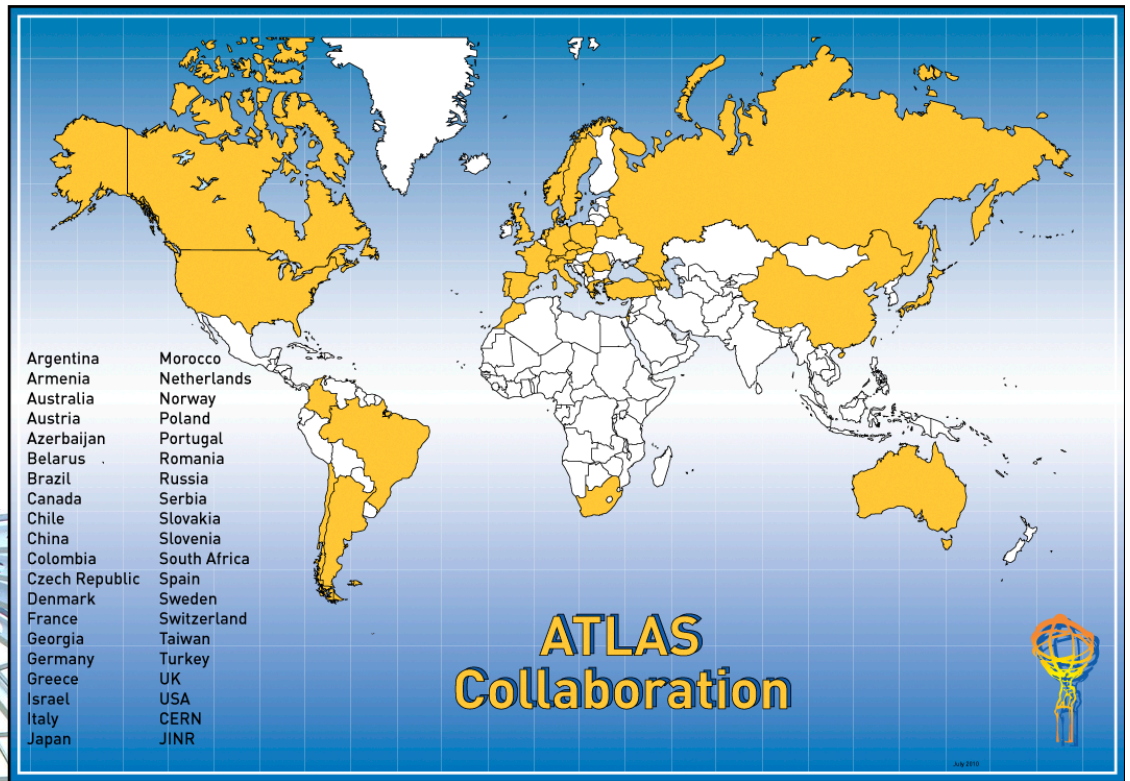 Argentina
Armenia
Australia
Austria
Azerbaijan
Belarus
Brazil
Canada
Chile
China
Colombia
Czech Republic
Denmark
France
Georgia
Germany
Greece
Israel
Italy
Japan
Morocco
Netherlands
Norway
Poland
Portugal
Romania
Russia
Serbia
Slovakia
Slovenia
South Africa
Spain
Sweden
Switzerland
Taiwan
Turkey
UK
USA
CERN
JINR
ATLAS
Collaboration
July 2010